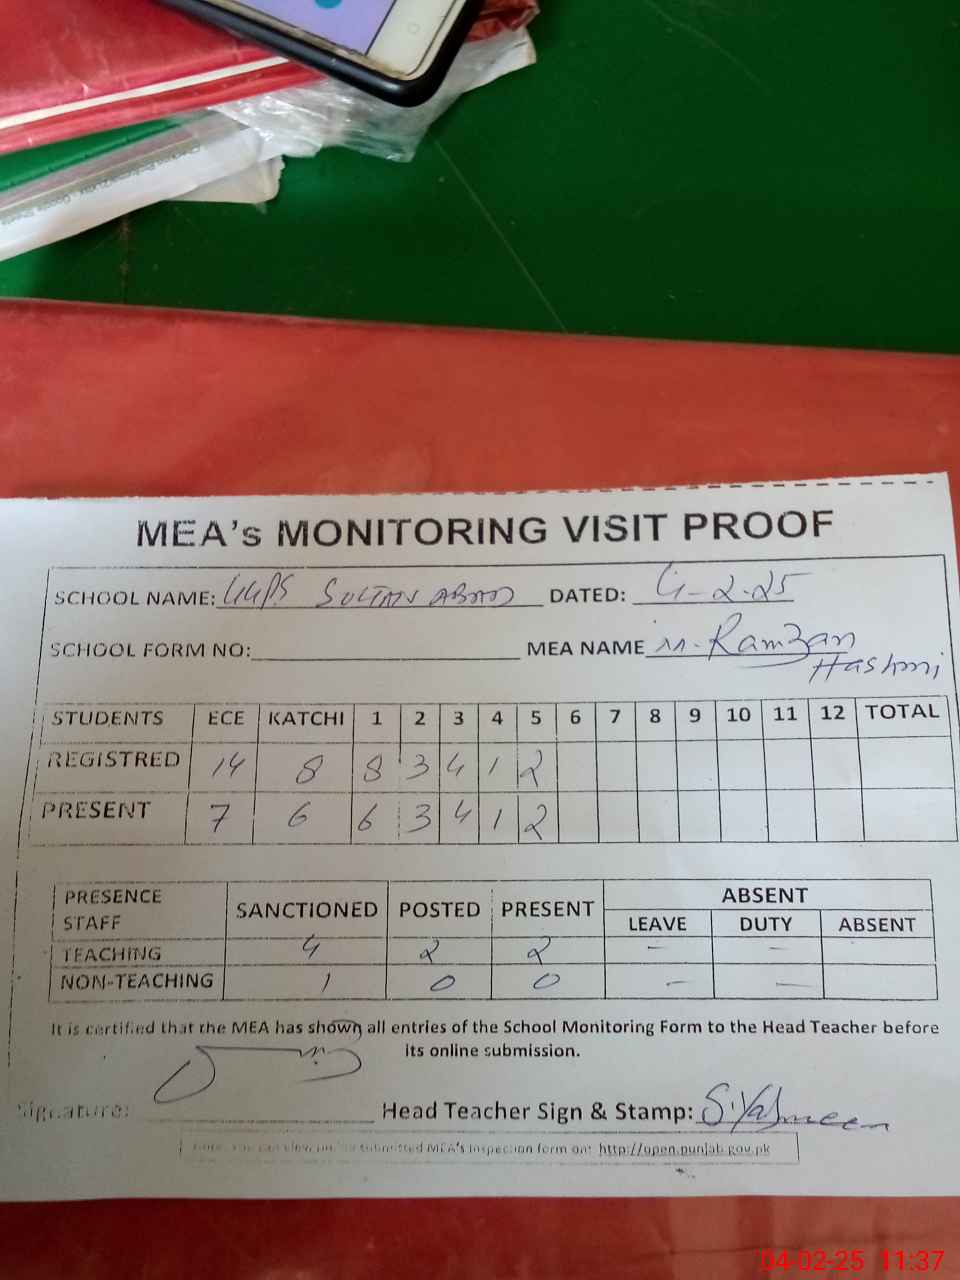 MEA's MONITORING VISIT PROOF
SCHOOL NAME: GGPS SULTAN ABAD DATED: 4-2-25
SCHOOL FORM NO: MEA NAME M. Ramzan Hashmi
STUDENTS ECE KATCHI 1 2 3 4 5 6 7 8 9 10 11 12 TOTAL
REGISTRED 14 8 8 3 4 1 2
PRESENT 7 6 6 3 4 1 2
PRESENCE STAFF SANCTIONED POSTED PRESENT ABSENT
LEAVE DUTY ABSENT
TEACHING 4 2 2 — —
NON-TEACHING 1 0 0 — —
It is certified that the MEA has shown all entries of the School Monitoring Form to the Head Teacher before
its online submission.
Signature: Head Teacher Sign & Stamp: S.Yasmeen
submitted MEA's inspection form on: http://open.punjab.gov.pk
04-02-25 11:37